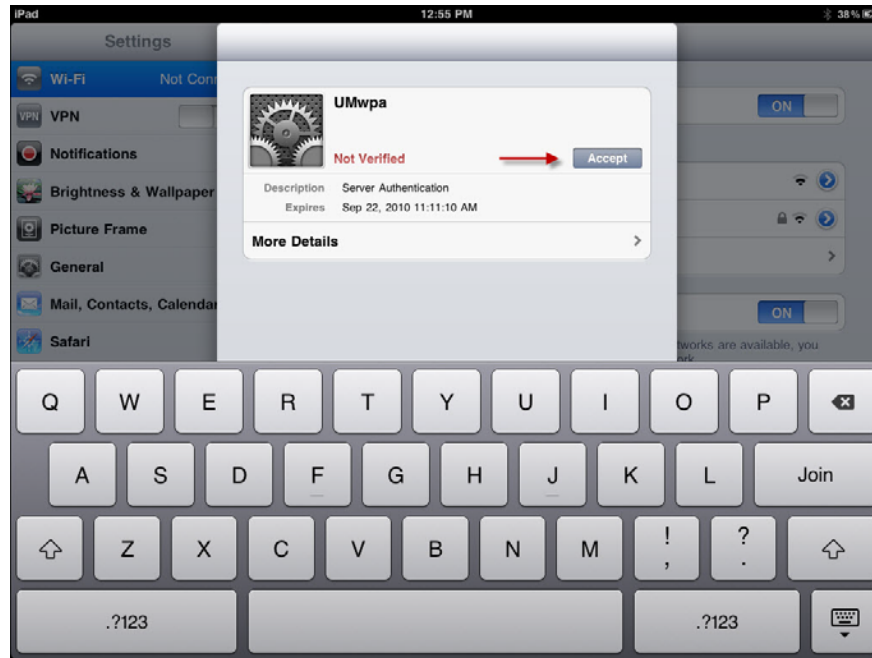 iPad 12:55 PM 38%
Settings
Wi-Fi Not Conn
VPN VPN
Notifications
Brightness & Wallpaper
Picture Frame
General
Mail, Contacts, Calendar
Safari
UMwpa
Not Verified Accept
Description Server Authentication
Expires Sep 22, 2010 11:11:10 AM
More Details
ON
ON
tworks are available, you
Q W E R T Y U I O P
A S D F G H J K L Join
Z X C V B N M ! , ? .
.?123 .?123